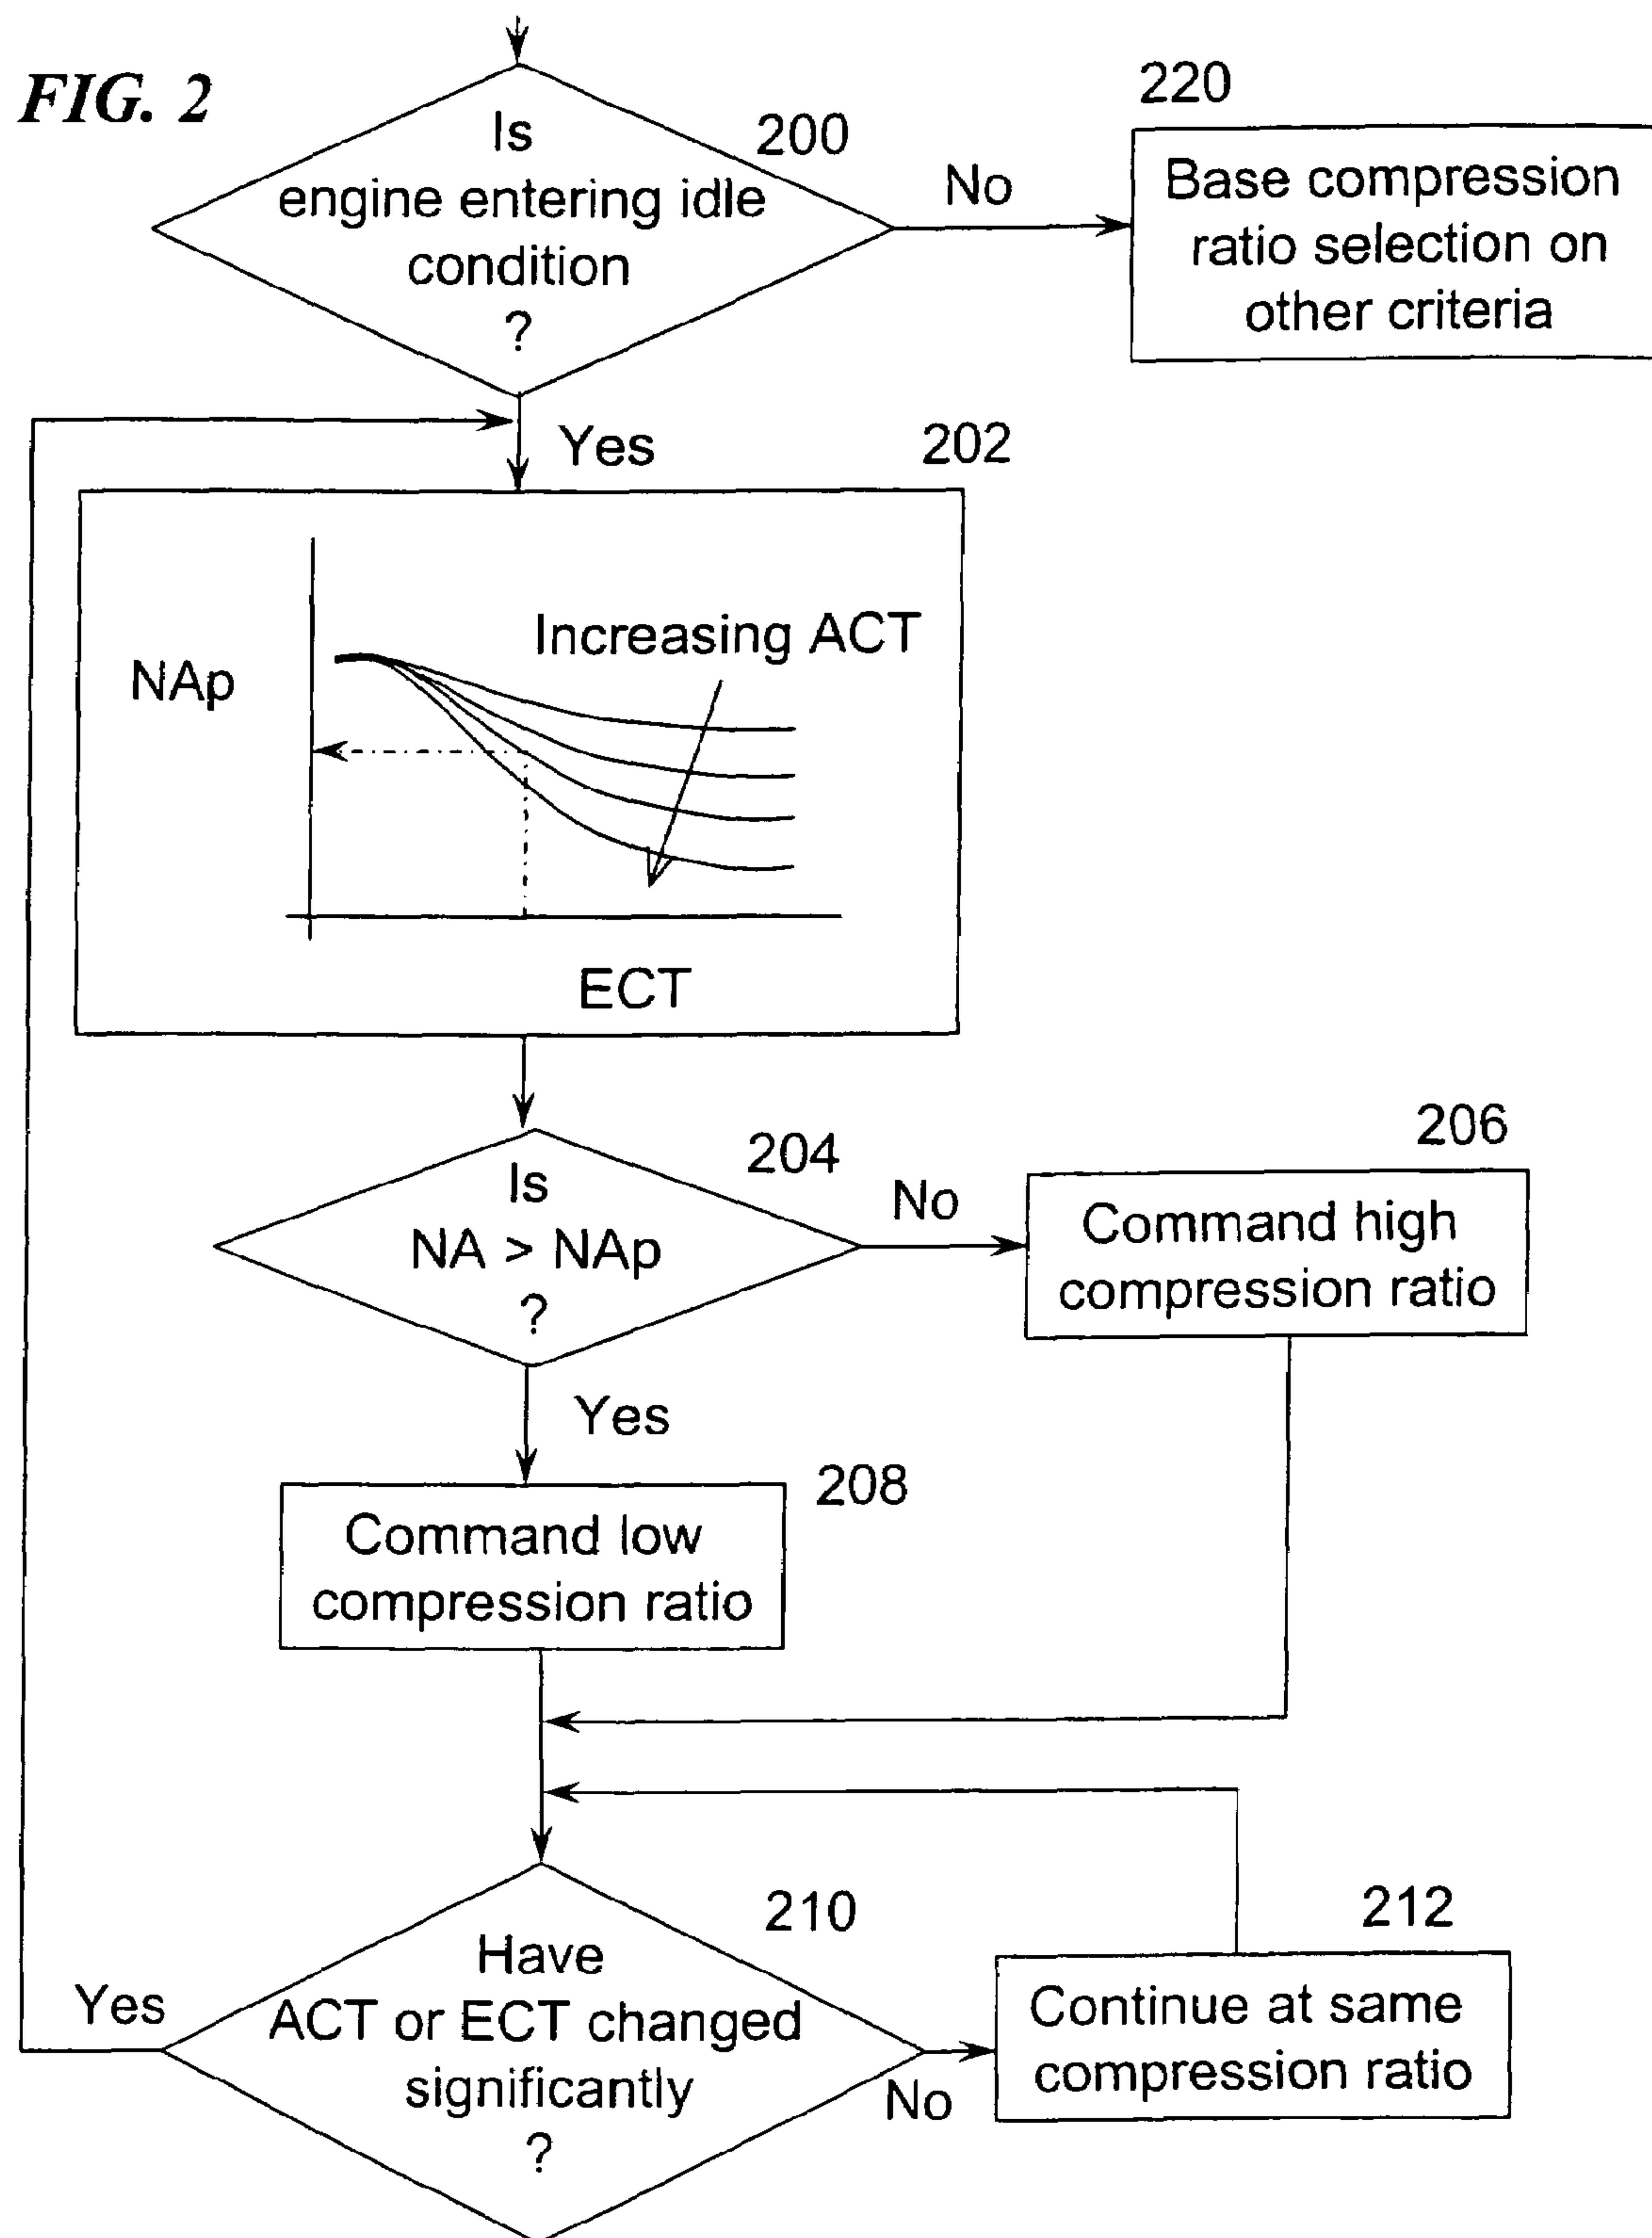 FIG. 2
Is
engine entering idle
condition
?
200
No
220
Base compression
ratio selection on
other criteria
Yes
202
NAp
Increasing ACT
ECT
Is
NA > NAp
?
204
No
206
Command high
compression ratio
Yes
208
Command low
compression ratio
Have
ACT or ECT changed
significantly
?
210
Yes
No
212
Continue at same
compression ratio